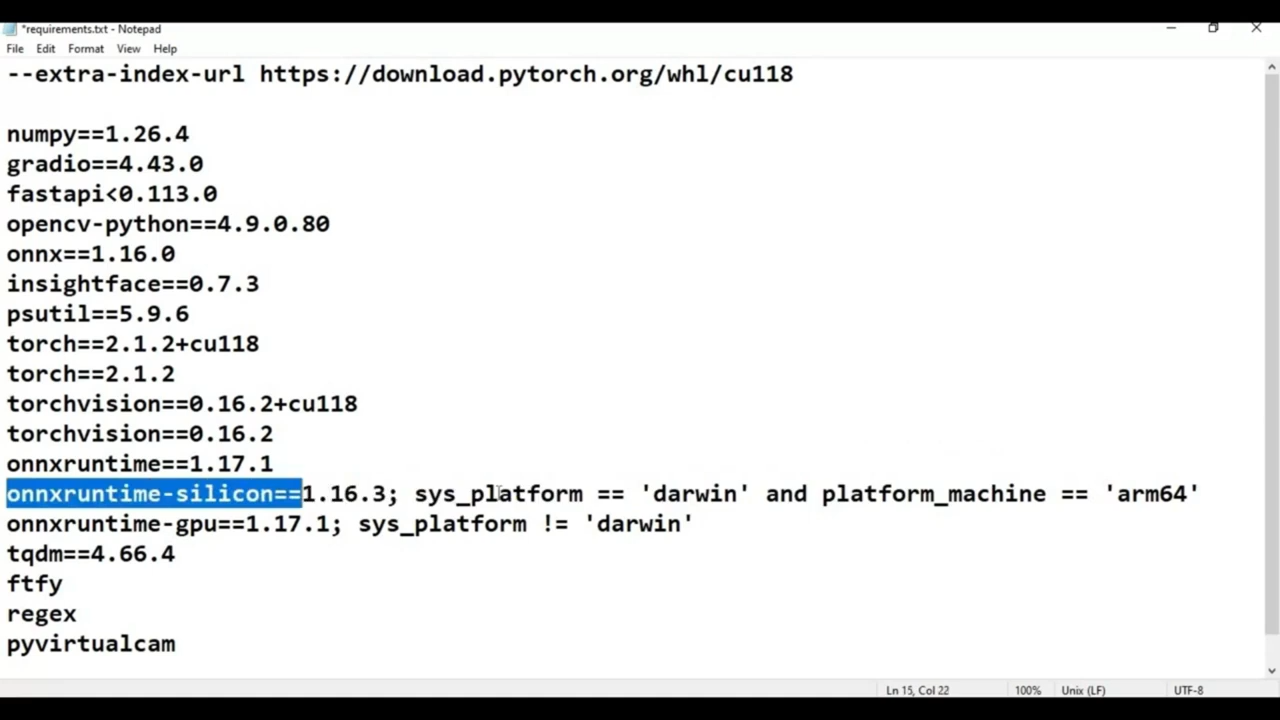 *requirements.txt - Notepad
File Edit Format View Help
--extra-index-url https://download.pytorch.org/whl/cu118
numpy==1.26.4
gradio==4.43.0
fastapi<0.113.0
opencv-python==4.9.0.80
onnx==1.16.0
insightface==0.7.3
psutil==5.9.6
torch==2.1.2+cu118
torch==2.1.2
torchvision==0.16.2+cu118
torchvision==0.16.2
onnxruntime==1.17.1
onnxruntime-silicon==1.16.3; sys_platform == 'darwin' and platform_machine == 'arm64'
onnxruntime-gpu==1.17.1; sys_platform != 'darwin'
tqdm==4.66.4
ftfy
regex
pyvirtualcam
Ln 15, Col 22 100% Unix (LF) UTF-8